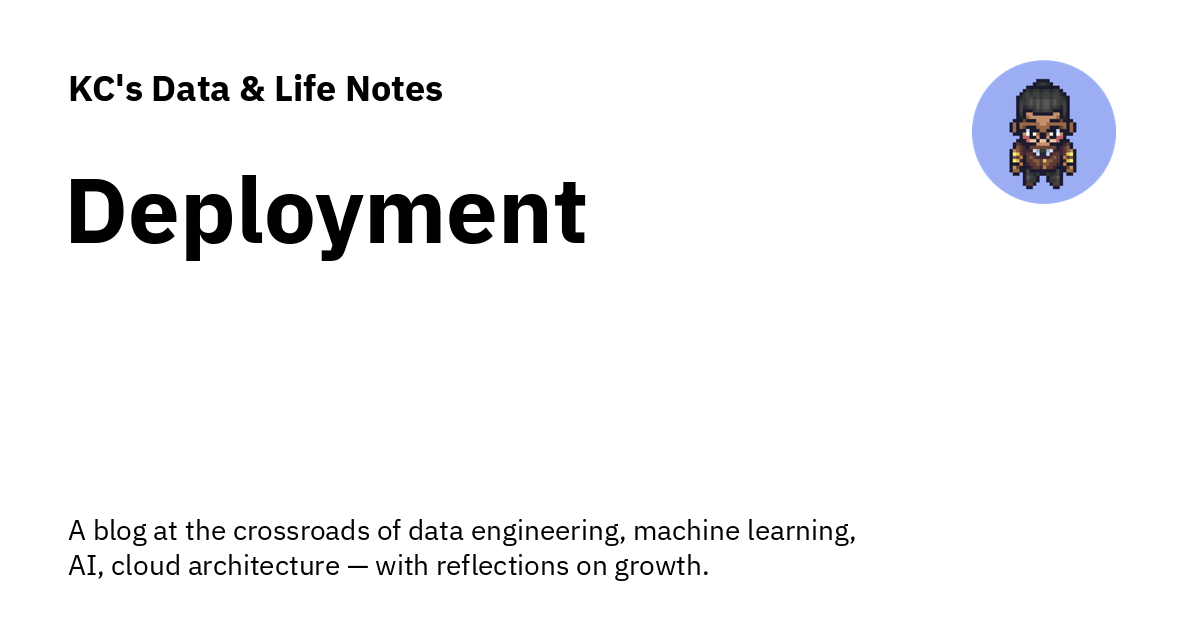 KC's Data & Life Notes
Deployment
A blog at the crossroads of data engineering, machine learning,
AI, cloud architecture — with reflections on growth.